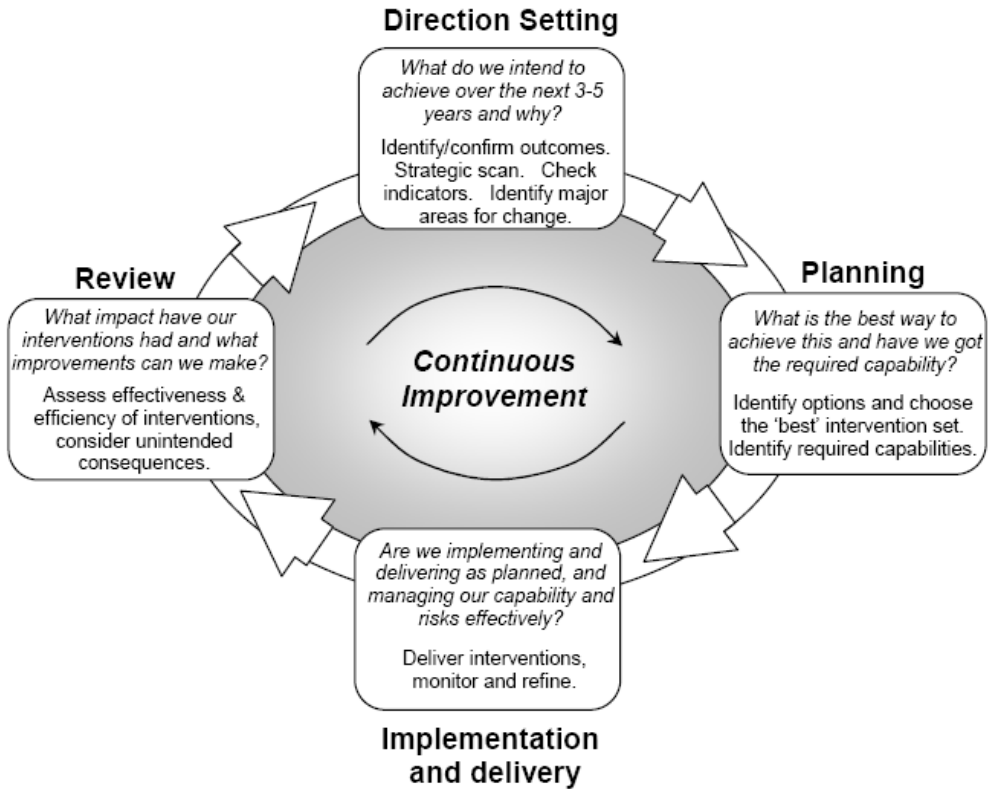 Direction Setting
What do we intend to
achieve over the next 3-5
years and why?
Identify/confirm outcomes.
Strategic scan.   Check
indicators.   Identify major
areas for change.
Planning
What is the best way to
achieve this and have we got
the required capability?
Identify options and choose
the ‘best’ intervention set.
Identify required capabilities.
Review
What impact have our
interventions had and what
improvements can we make?
Assess effectiveness &
efficiency of interventions,
consider unintended
consequences.
Continuous
Improvement
Are we implementing and
delivering as planned, and
managing our capability and
risks effectively?
Deliver interventions,
monitor and refine.
Implementation
and delivery